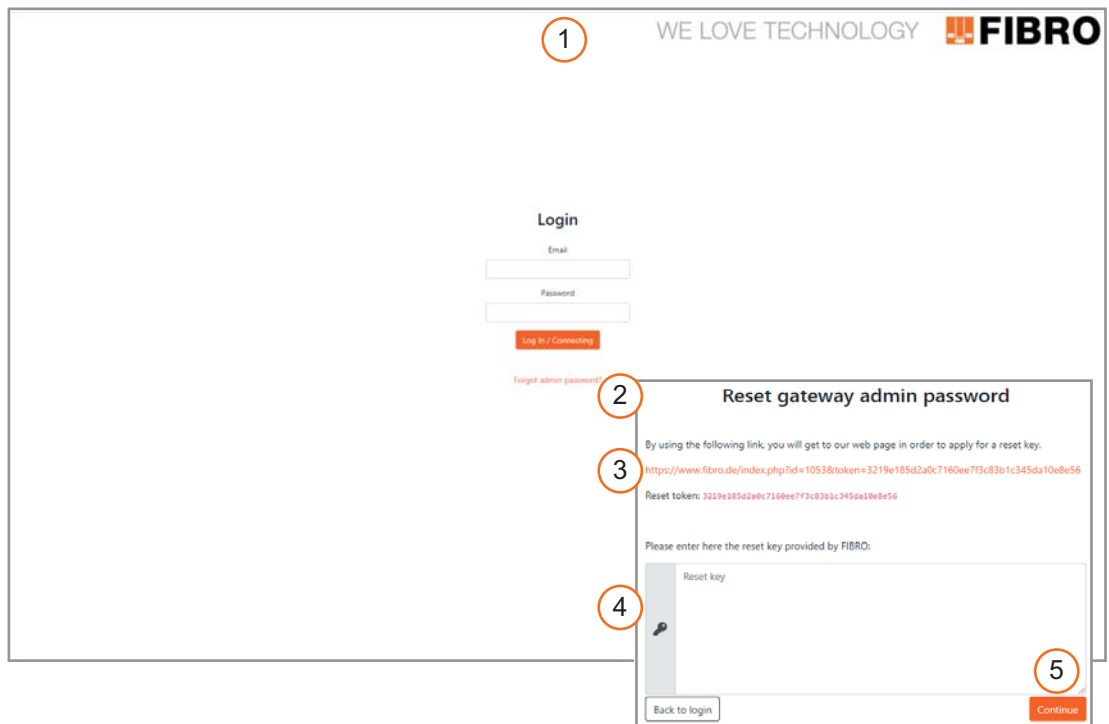 1
WE LOVE TECHNOLOGY FIBRO
Login
Email
Password
Log In / Connecting
Forgot admin password?
2
Reset gateway admin password
By using the following link, you will get to our web page in order to apply for a reset key.
3
https://www.fibro.de/index.php?id=1053&token=3219e185d2a0c7160ee7f3c83b1c345da10e8e56
Reset token: 3219e185d2a0c7160ee7f3c83b1c345da10e8e56
Please enter here the reset key provided by FIBRO:
Reset key
4
5
Back to login
Continue